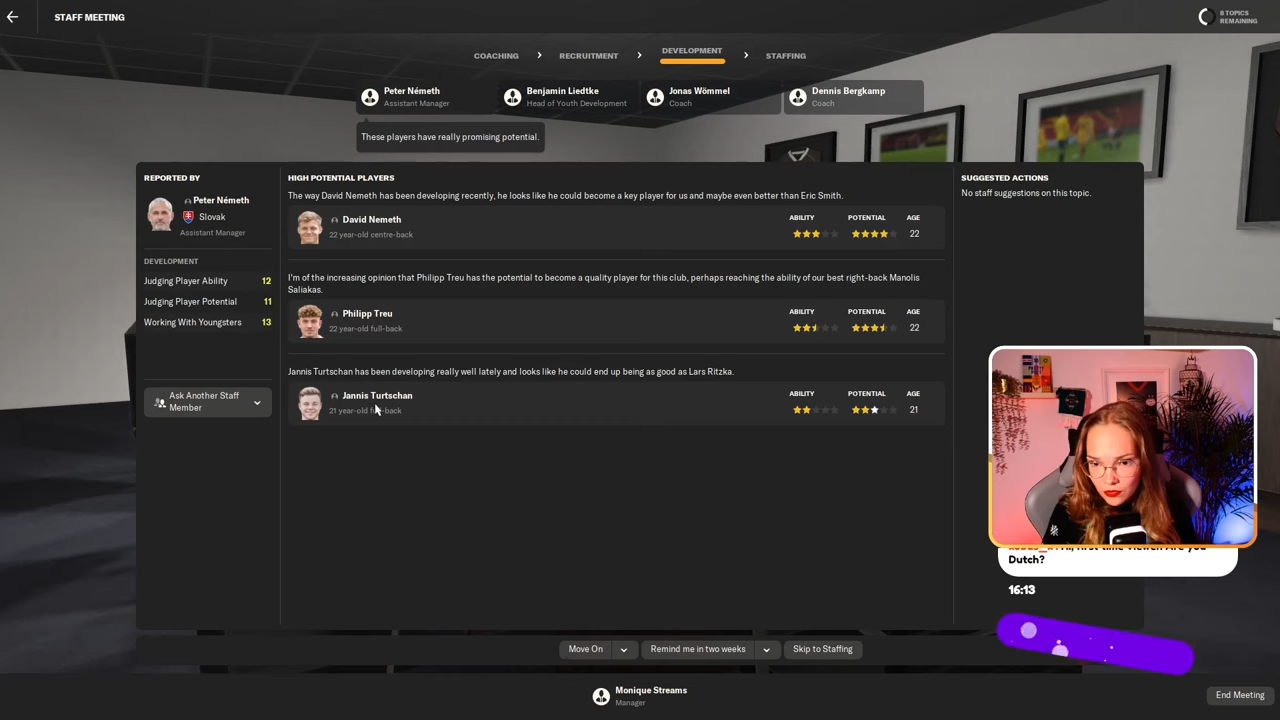 STAFF MEETING
8 TOPICS
REMAINING
COACHING
RECRUITMENT
DEVELOPMENT
STAFFING
Peter Németh
Assistant Manager
Benjamin Liedtke
Head of Youth Development
Jonas Wömmel
Coach
Dennis Bergkamp
Coach
These players have really promising potential.
REPORTED BY
Peter Németh
Slovak
Assistant Manager
DEVELOPMENT
Judging Player Ability 12
Judging Player Potential 11
Working With Youngsters 13
Ask Another Staff
Member
HIGH POTENTIAL PLAYERS
The way David Nemeth has been developing recently, he looks like he could become a key player for us and maybe even better than Eric Smith.
David Nemeth
22 year-old centre-back
ABILITY POTENTIAL AGE
22
I'm of the increasing opinion that Philipp Treu has the potential to become a quality player for this club, perhaps reaching the ability of our best right-back Manolis
Saliakas.
Philipp Treu
22 year-old full-back
ABILITY POTENTIAL AGE
22
Jannis Turtschan has been developing really well lately and looks like he could end up being as good as Lars Ritzka.
Jannis Turtschan
21 year-old full-back
ABILITY POTENTIAL AGE
21
SUGGESTED ACTIONS
No staff suggestions on this topic.
Dutch?
16:13
Move On
Remind me in two weeks
Skip to Staffing
Monique Streams
Manager
End Meeting